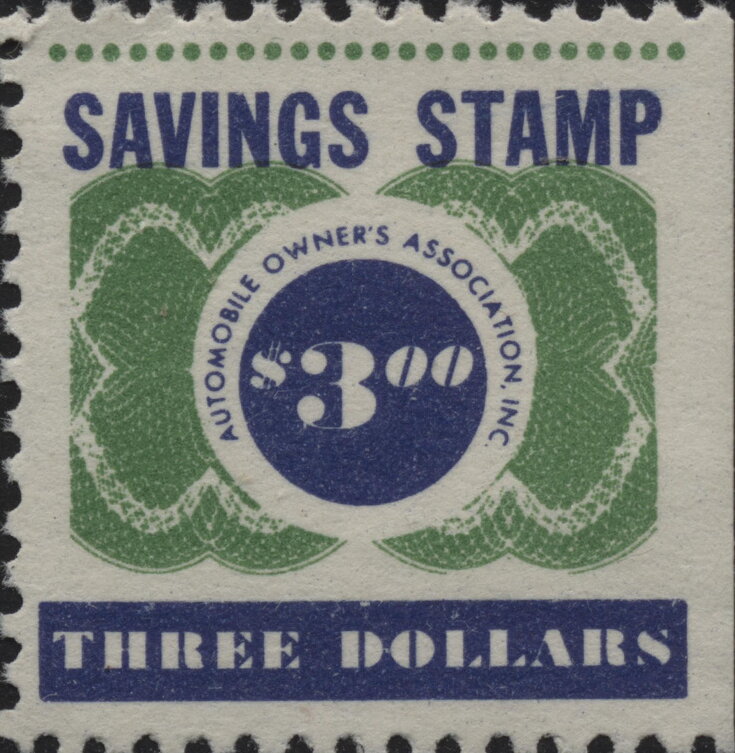 SAVINGS STAMP
AUTOMOBILE OWNER'S ASSOCIATION, INC.
$3.00
THREE DOLLARS